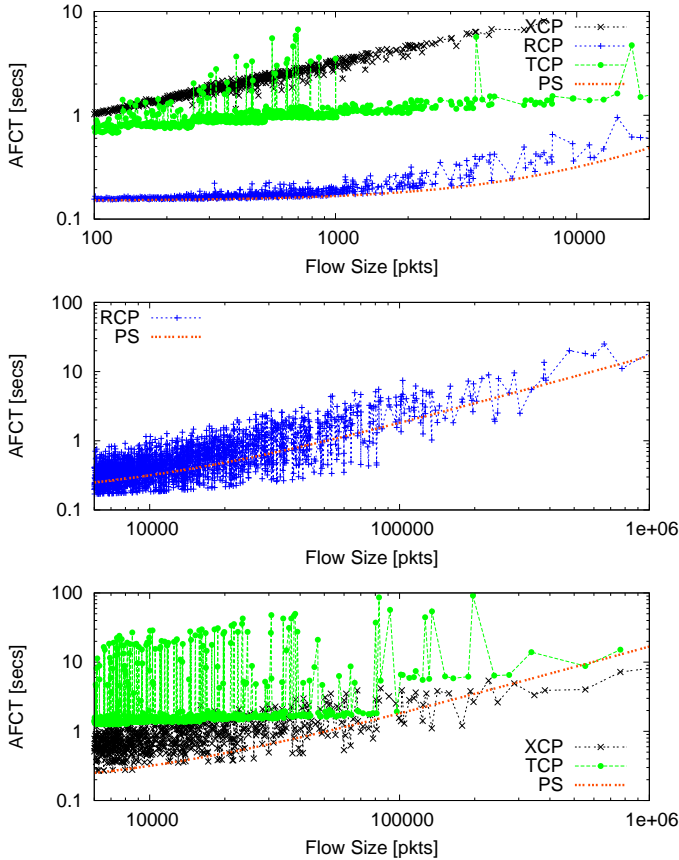 10
1
0.1
AFCT [secs]
100
1000
10000
Flow Size [pkts]
XCP
RCP
TCP
PS
100
10
1
0.1
AFCT [secs]
10000
100000
1e+06
Flow Size [pkts]
RCP
PS
100
10
1
0.1
AFCT [secs]
10000
100000
1e+06
Flow Size [pkts]
XCP
TCP
PS